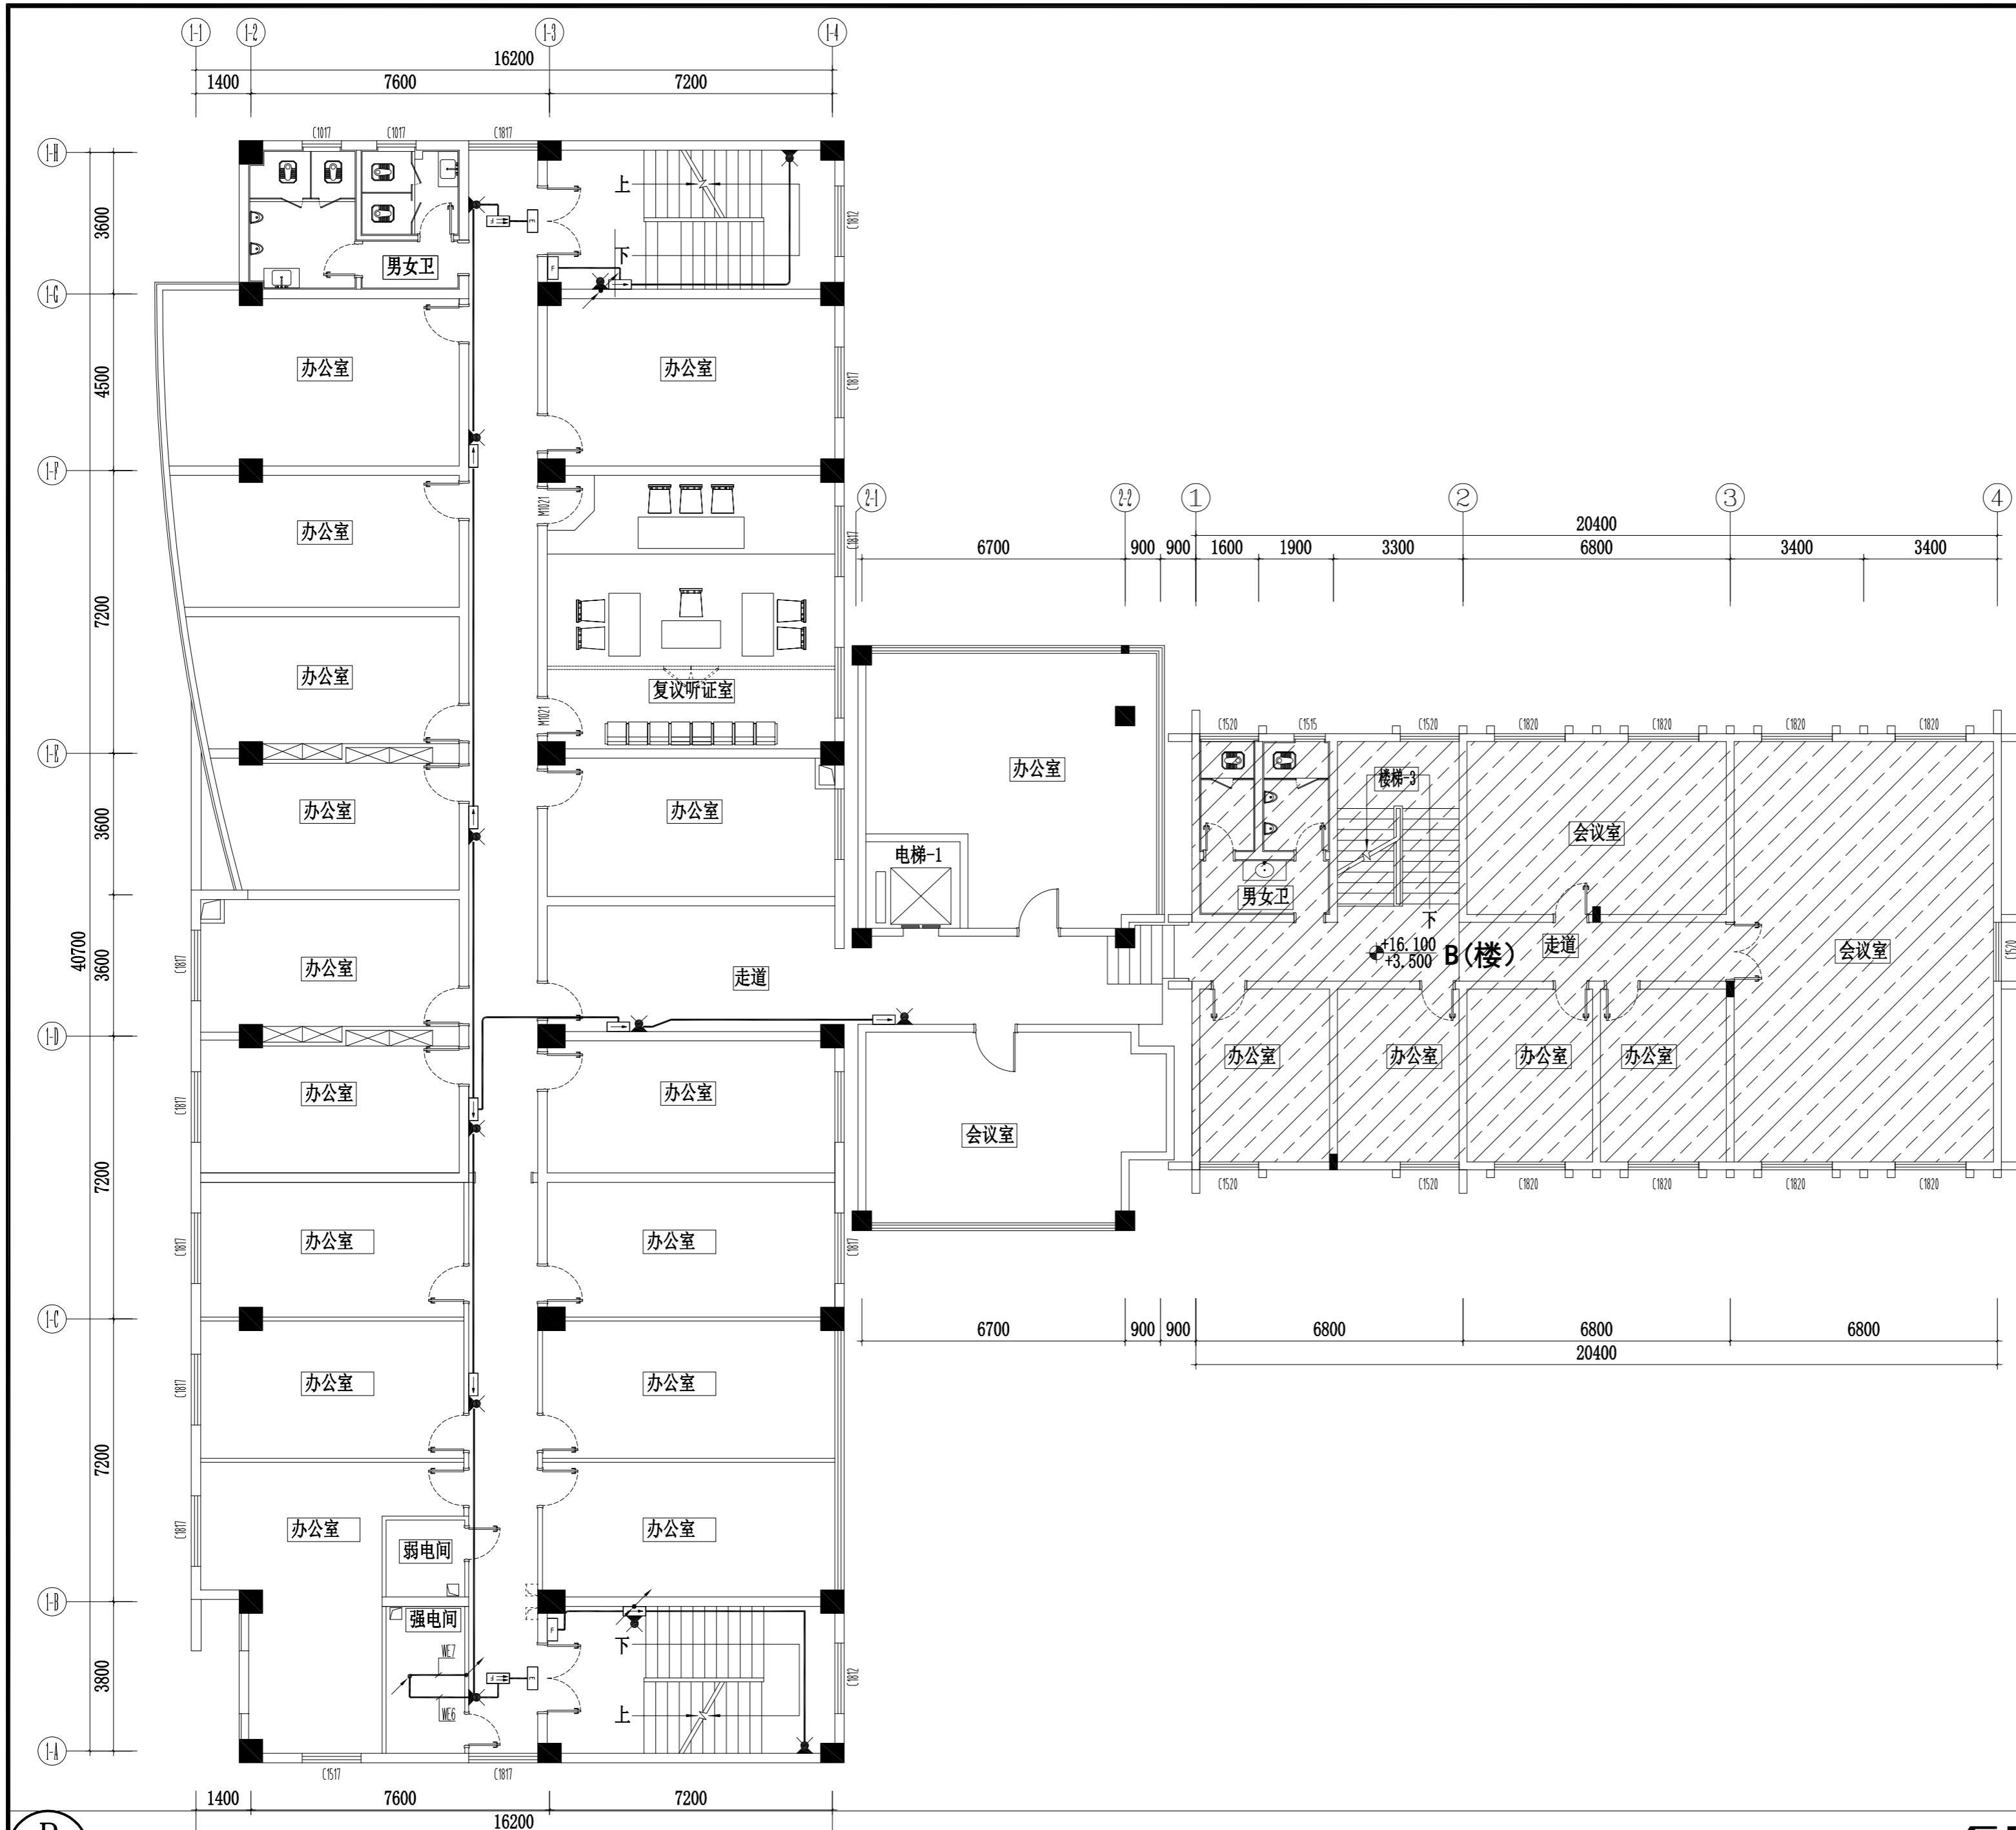 1-1 1-2 1-3 1-4
16200
1400 7600 7200
C1017 C1017 C1817
1-H
上
3600
C1812
下
男女卫
F
1-G
办公室 办公室
4500
C1817
1-F
2-1 2-2 1 2 3 4
M1021
办公室
C1817
20400
6700 900 900 1600 1900 3300 6800 3400 3400
7200
办公室
复议听证室
M1021
C1520 C1515 C1520 C1820 C1820 C1820 C1820
1-E
办公室
楼梯-3
办公室 办公室
3600
会议室
电梯-1
男女卫
下
40700
3600
C1817
办公室
走道
+16.100
+3.500
B(楼)
走道
会议室
C1520
1-D
办公室 办公室 办公室 办公室
C1817
办公室 办公室
会议室
7200
C1520 C1520 C1820 C1820 C1820 C1820
C1817
办公室 办公室
C1817
1-C
6700 900 900 6800 6800 6800
20400
C1817
办公室 办公室
7200
C1817
办公室 办公室
弱电间
1-B
强电间
F
下
WE7
3800
E
C1812
WE6
上
1-A
C1517 C1817
1400 7600 7200
16200
B